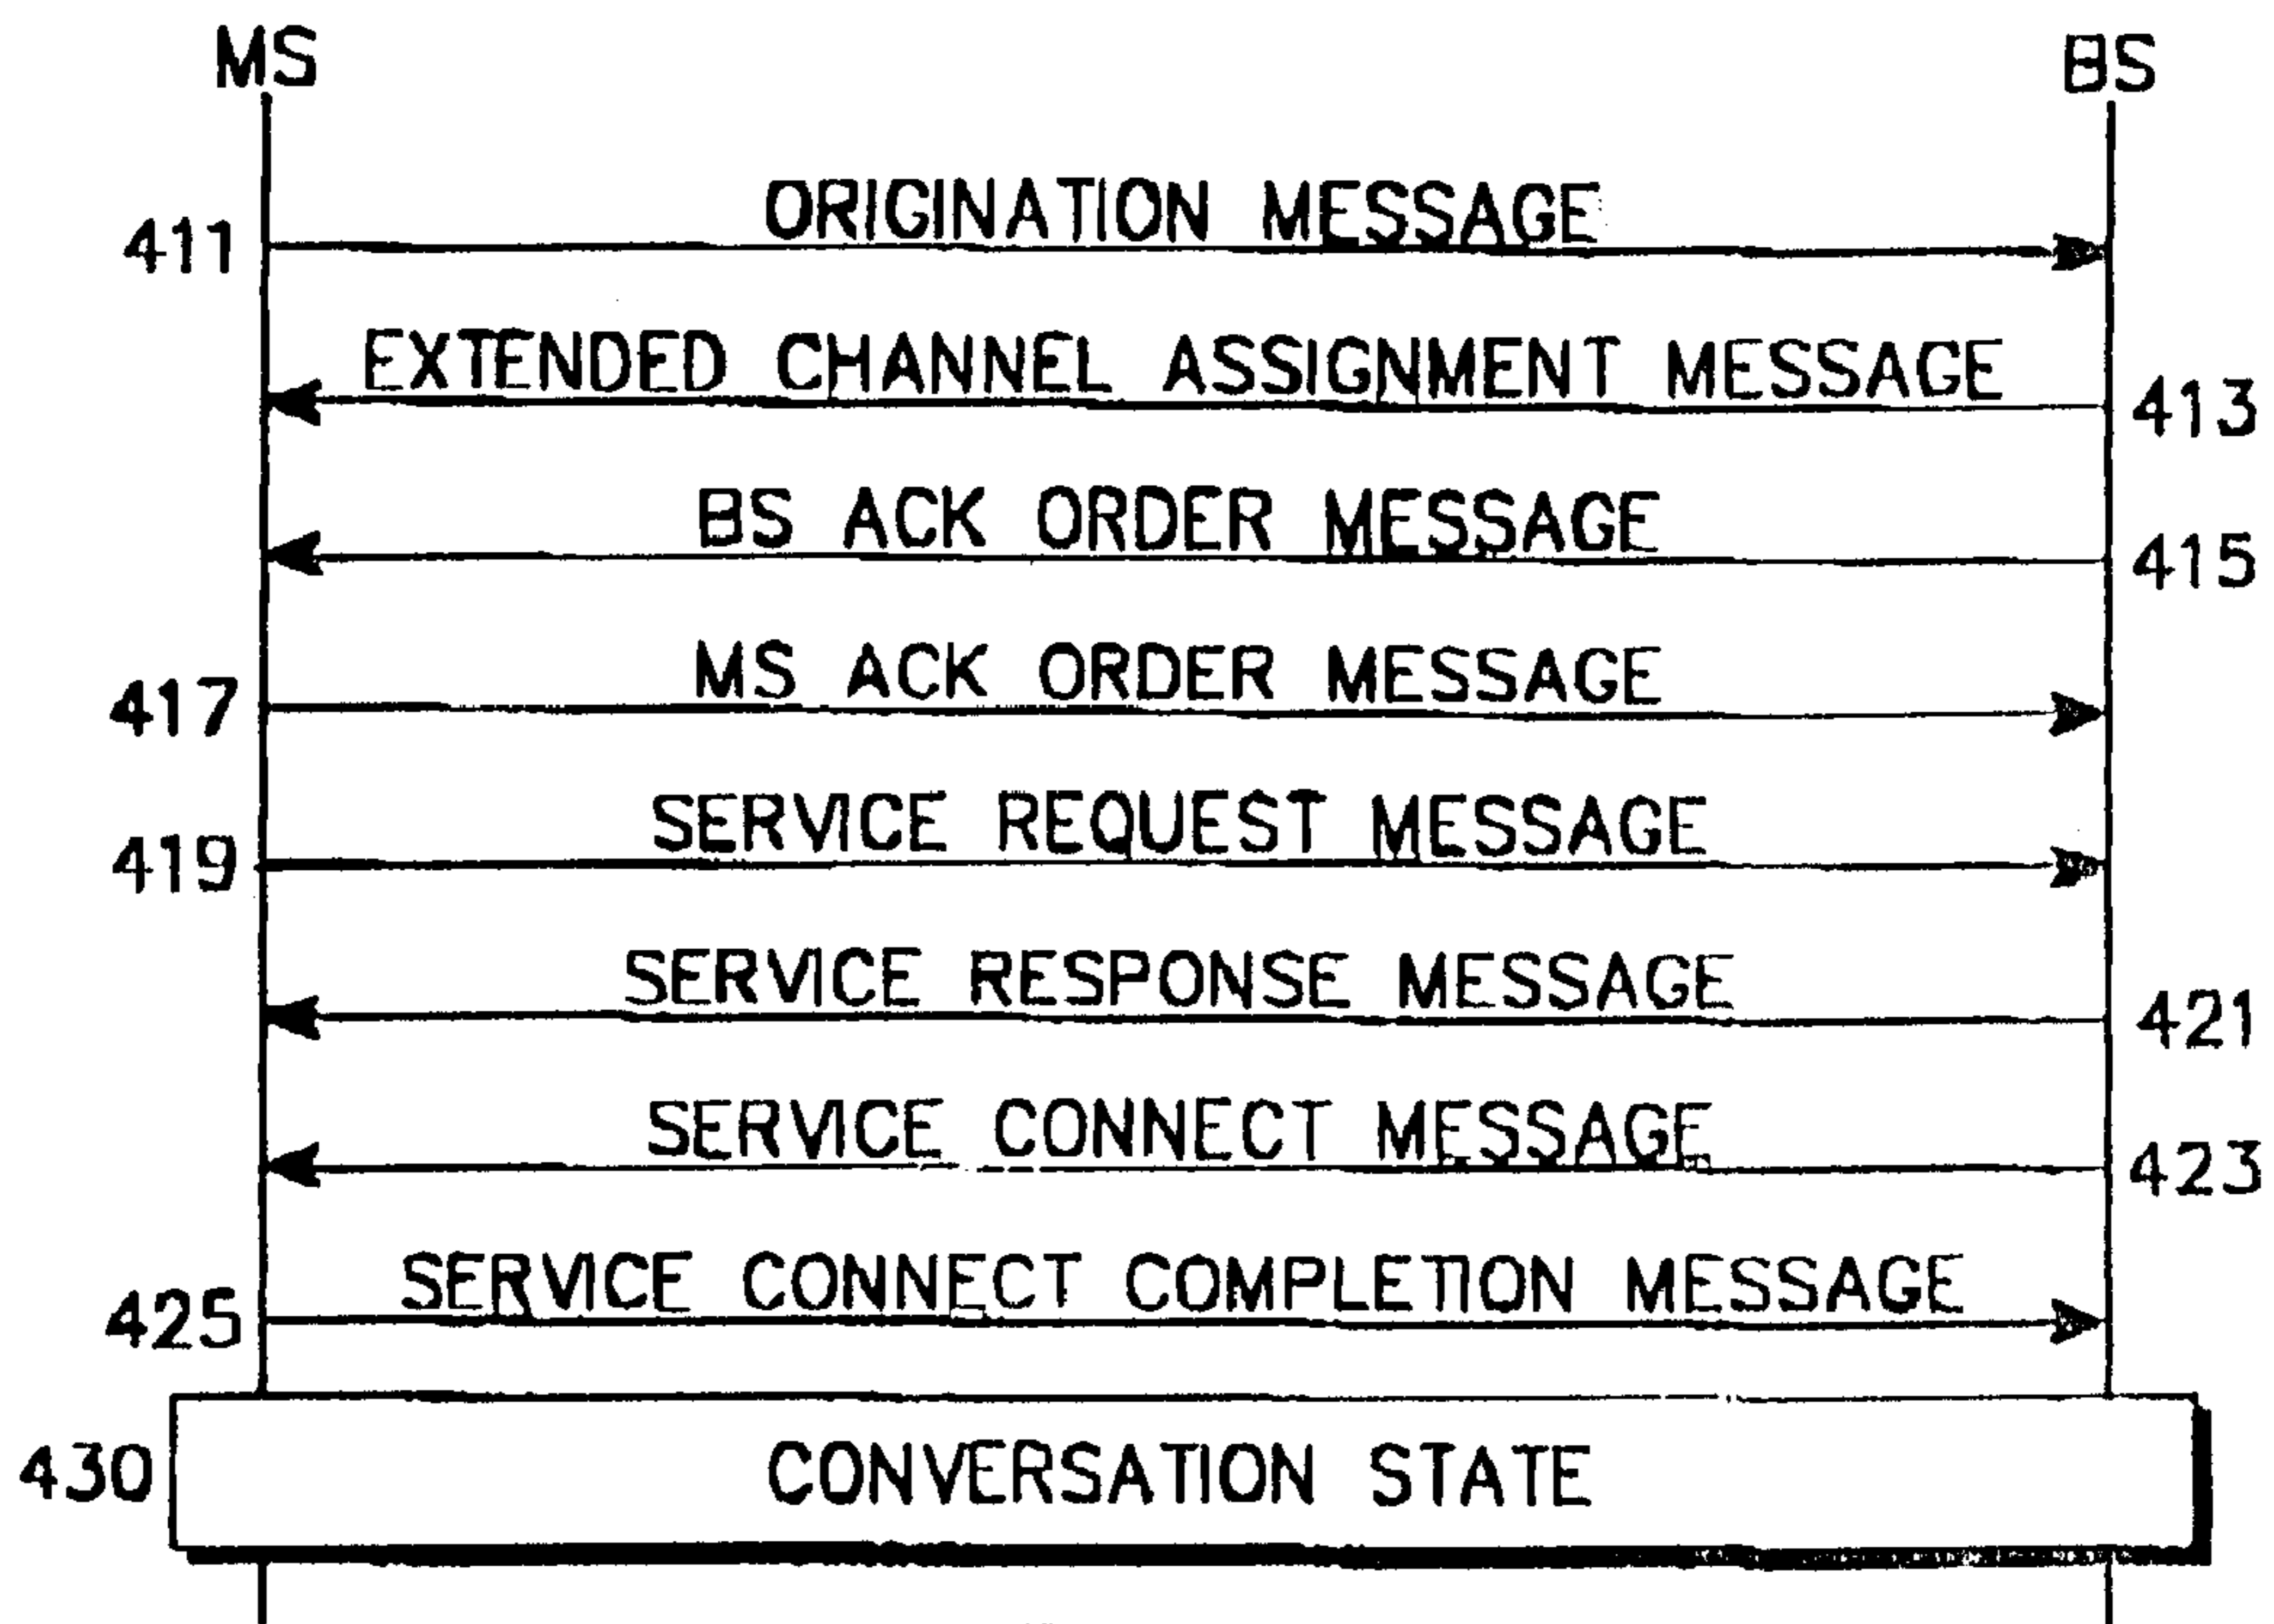 MS BS
ORIGINATION MESSAGE
411
EXTENDED CHANNEL ASSIGNMENT MESSAGE
413
BS ACK ORDER MESSAGE
415
MS ACK ORDER MESSAGE
417
SERVICE REQUEST MESSAGE
419
SERVICE RESPONSE MESSAGE
421
SERVICE CONNECT MESSAGE
423
SERVICE CONNECT COMPLETION MESSAGE
425
430 CONVERSATION STATE